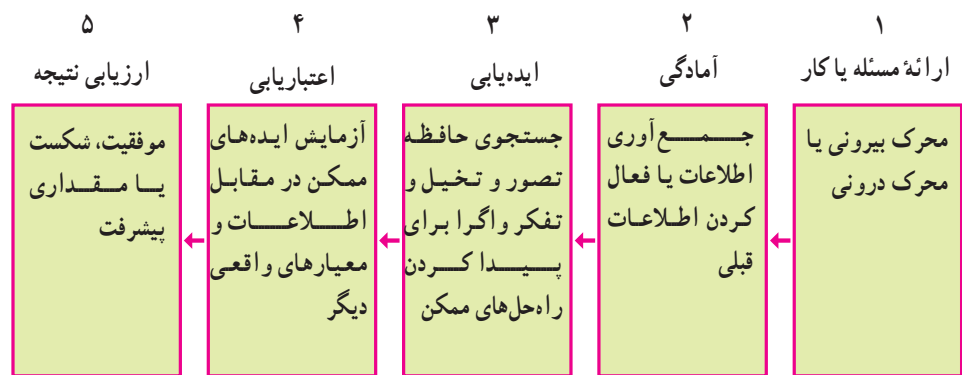 ۱
ارائهٔ مسئله یا کار
محرک بیرونی یا
محرک درونی
۲
آمادگی
جمع‌آوری
اطلاعات یا فعال
کردن اطلاعات
قبلی
۳
ایده‌یابی
جستجوی حافظه
تصور و تخیل و
تفکر واگرا برای
پیدا کردن
راه‌حل‌های ممکن
۴
اعتباریابی
آزمایش ایده‌های
ممکن در مقابل
اطلاعات و
معیارهای واقعی
دیگر
۵
ارزیابی نتیجه
موفقیت، شکست
یا مقداری
پیشرفت